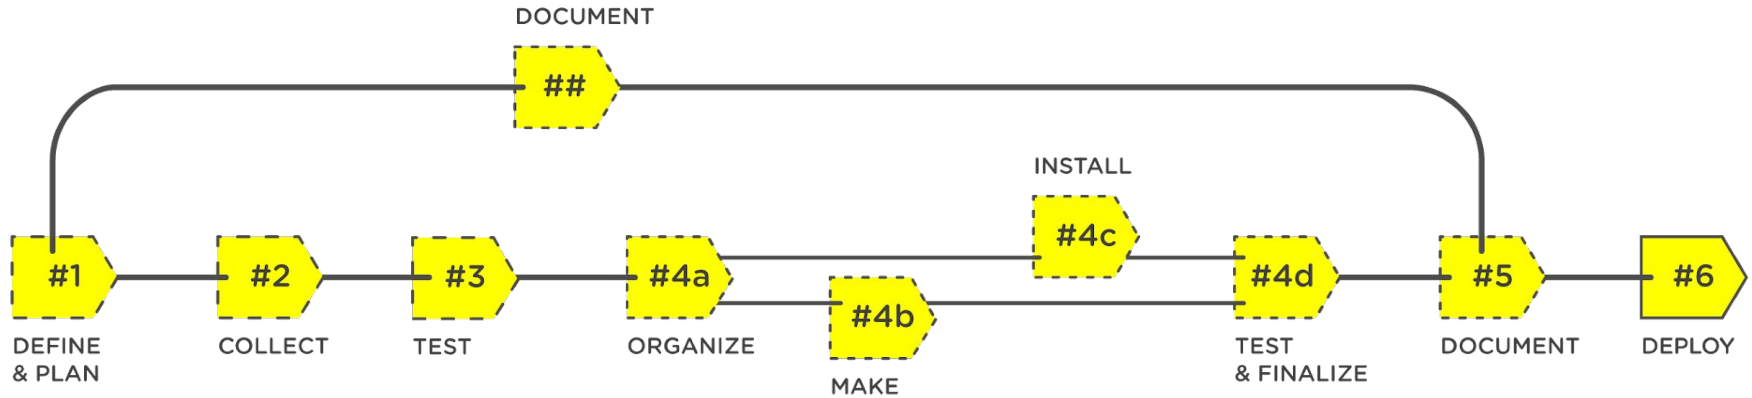 DOCUMENT
##
INSTALL
#4c
#1
#2
#3
#4a
#4b
#4d
#5
#6
DEFINE
& PLAN
COLLECT
TEST
ORGANIZE
MAKE
TEST
& FINALIZE
DOCUMENT
DEPLOY